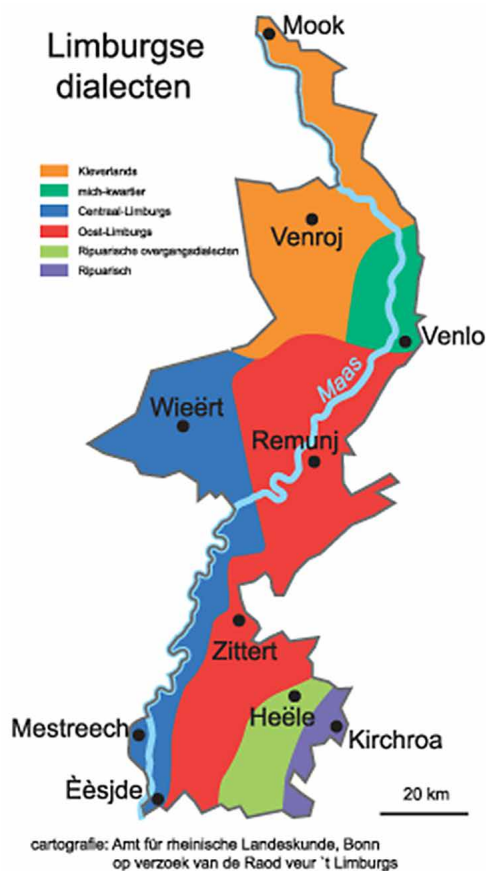 Limburgse
dialecten
Mook
Kleverlands
mich-kwartier
Centraal-Limburgs
Oost-Limburgs
Ripuarische overgangsdialecten
Ripuarisch
Venroj
Venlo
Maas
Wieërt
Remunj
Zittert
Heële
Mestreech
Kirchroa
Èèsjde
20 km
cartografie: Amt für rheinische Landeskunde, Bonn
op verzoek van de Raod veur `t Limburgs